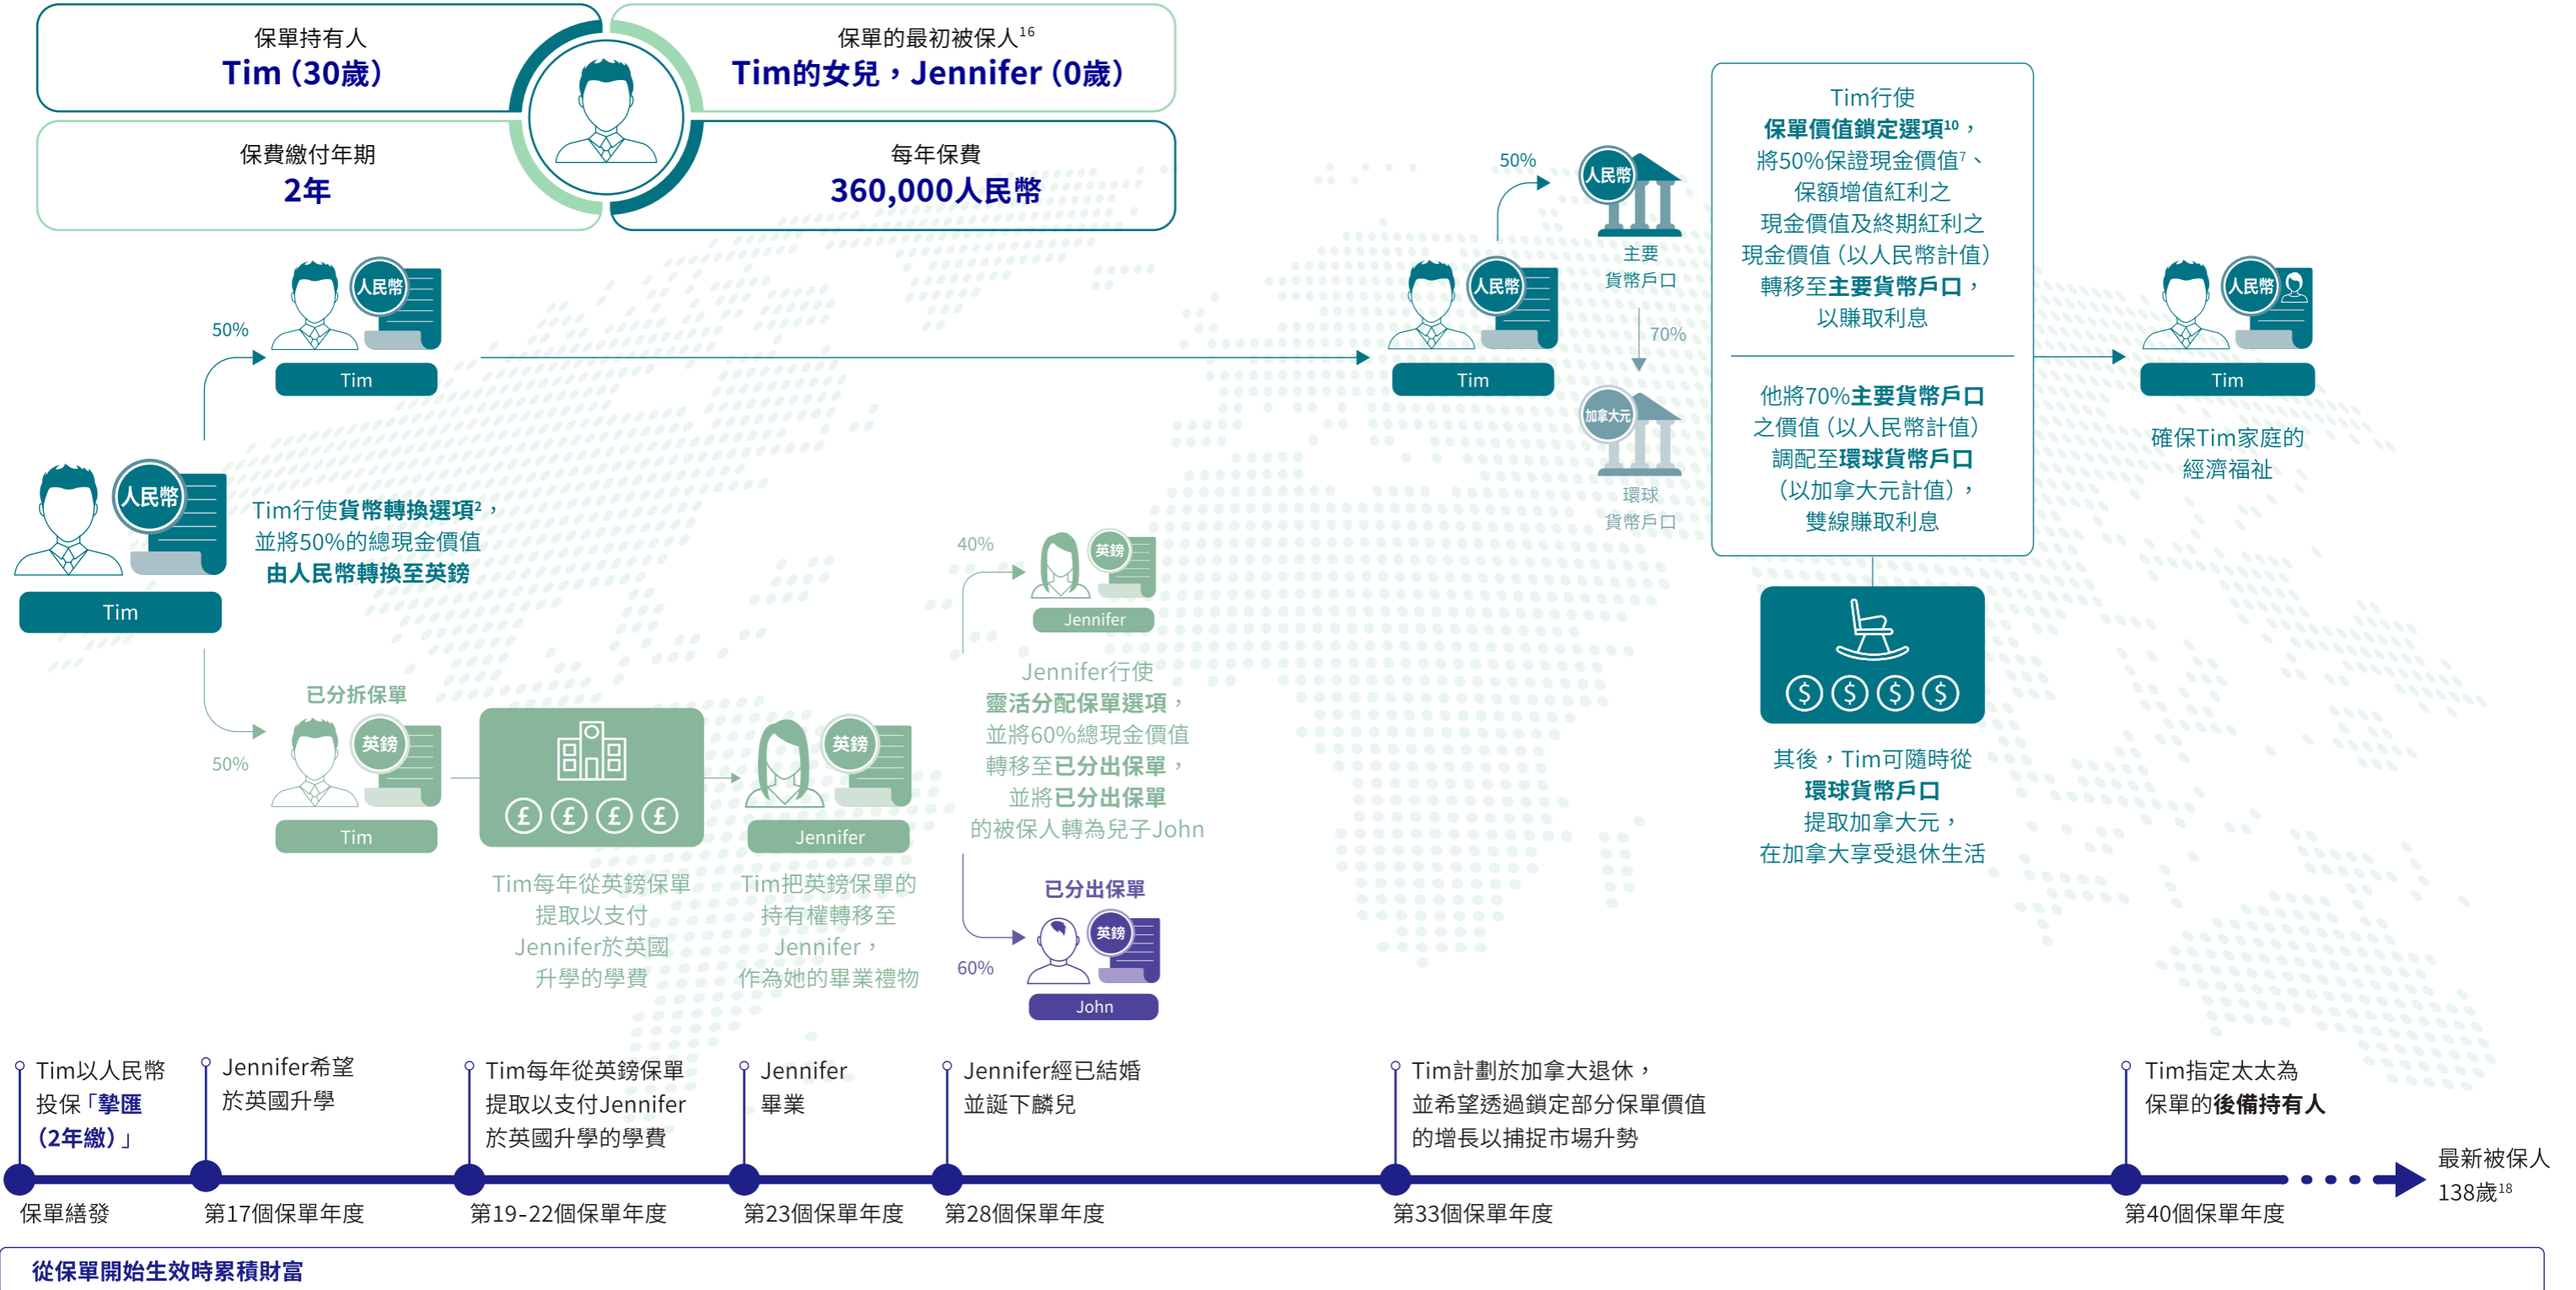 保單持有人
Tim（30歲）
保單的最初被保人16
Tim的女兒，Jennifer（0歲）
保費繳付年期
2年
每年保費
360,000人民幣
人民幣
Tim
50%
人民幣
Tim
Tim行使貨幣轉換選項2，
並將50%的總現金價值
由人民幣轉換至英鎊
50%
已分拆保單
英鎊
Tim
£ £ £ £
Tim每年從英鎊保單
提取以支付
Jennifer於英國
升學的學費
英鎊
Jennifer
Tim把英鎊保單的
持有權轉移至
Jennifer，
作為她的畢業禮物
40%
英鎊
Jennifer
Jennifer行使
靈活分配保單選項，
並將60%總現金價值
轉移至已分出保單，
並將已分出保單
的被保人轉為兒子John
60%
已分出保單
英鎊
John
人民幣
Tim
50%
人民幣
主要
貨幣戶口
70%
加拿大元
環球
貨幣戶口
Tim行使
保單價值鎖定選項10，
將50%保證現金價值7、
保額增值紅利之
現金價值及終期紅利之
現金價值（以人民幣計值）
轉移至主要貨幣戶口，
以賺取利息
他將70%主要貨幣戶口
之價值（以人民幣計值）
調配至環球貨幣戶口
（以加拿大元計值），
雙線賺取利息
$ $ $ $
其後，Tim可隨時從
環球貨幣戶口
提取加拿大元，
在加拿大享受退休生活
人民幣
Tim
確保Tim家庭的
經濟福祉
Tim以人民幣
投保「摯匯
（2年繳）」
保單繕發
Jennifer希望
於英國升學
第17個保單年度
Tim每年從英鎊保單
提取以支付Jennifer
於英國升學的學費
第19-22個保單年度
Jennifer
畢業
第23個保單年度
Jennifer經已結婚
並誕下麟兒
第28個保單年度
Tim計劃於加拿大退休，
並希望透過鎖定部分保單價值
的增長以捕捉市場升勢
第33個保單年度
Tim指定太太為
保單的後備持有人
第40個保單年度
最新被保人
138歲18
從保單開始生效時累積財富